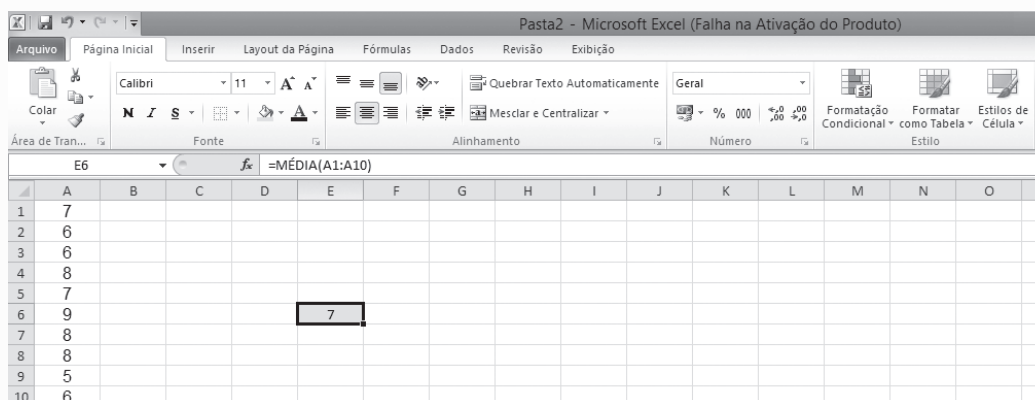 Pasta2 - Microsoft Excel (Falha na Ativação do Produto)
Arquivo Página Inicial Inserir Layout da Página Fórmulas Dados Revisão Exibição
Colar
Calibri 11 A A
N I S A
Quebrar Texto Automaticamente
Mesclar e Centralizar
Geral
% 000 ,00 ,00
Formatação Condicional
Formatar como Tabela
Estilos de Célula
Área de Tran... Fonte Alinhamento Número Estilo
E6 fx =MÉDIA(A1:A10)
A B C D E F G H I J K L M N O
1 7
2 6
3 6
4 8
5 7
6 9 7
7 8
8 8
9 5
10 6